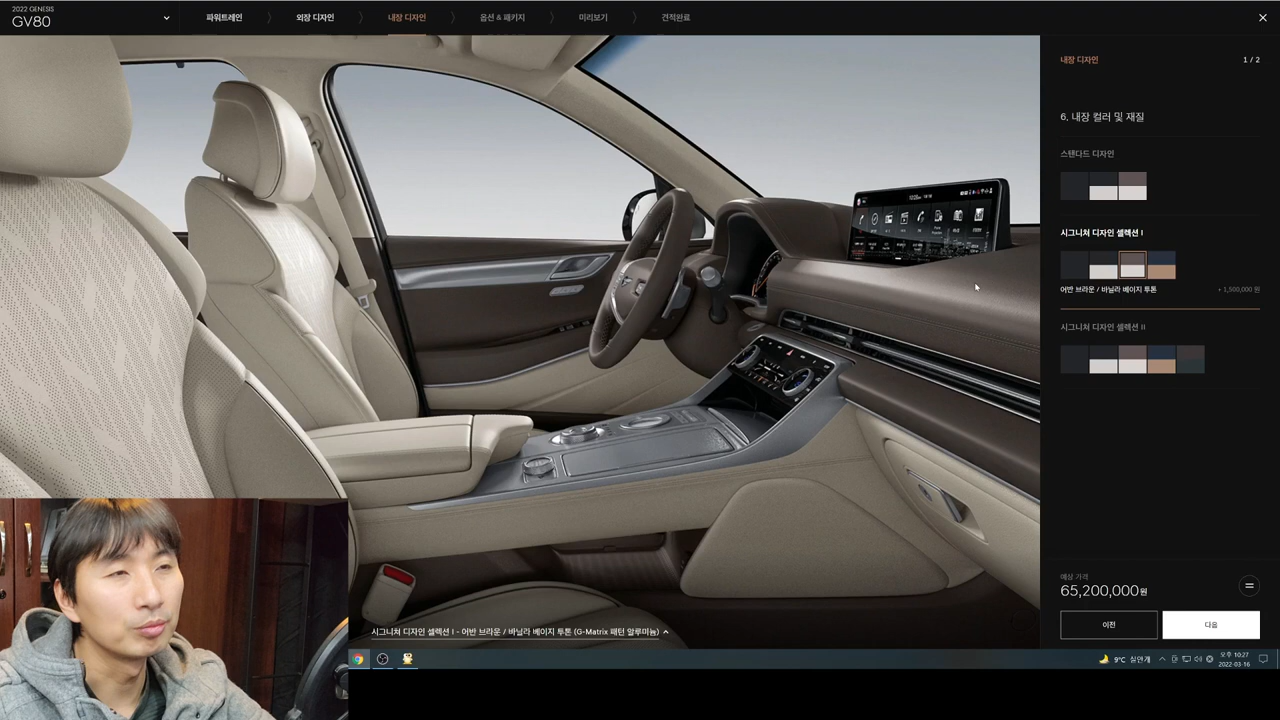 2022 GENESIS
GV80
파워트레인
외장 디자인
내장 디자인
옵션 & 패키지
미리보기
견적완료
내장 디자인
1 / 2
6. 내장 컬러 및 재질
스탠다드 디자인
시그니처 디자인 셀렉션 I
어반 브라운 / 바닐라 베이지 투톤
+ 1,500,000 원
시그니처 디자인 셀렉션 II
예상 가격
65,200,000원
이전
다음
시그니처 디자인 셀렉션 I - 어반 브라운 / 바닐라 베이지 투톤 (G-Matrix 패턴 알루미늄)
9°C 실안개
오후 10:27
2022-03-16